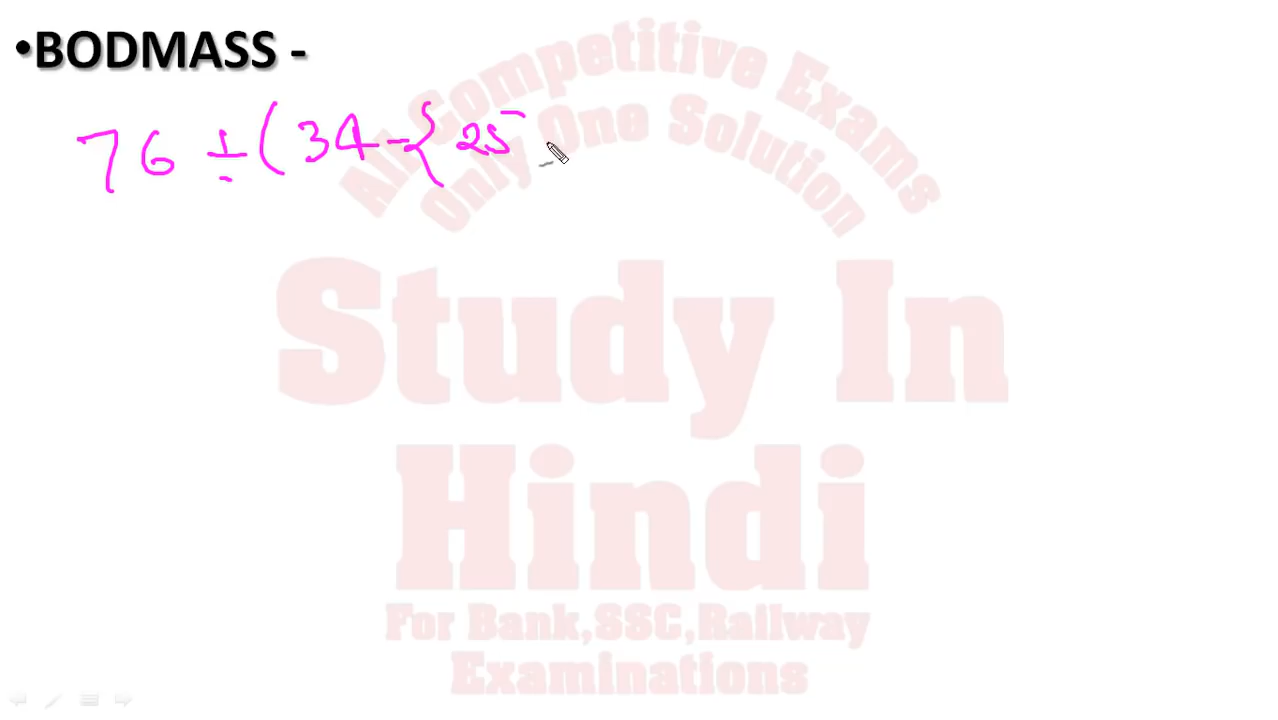 •BODMASS -
76 ÷ ( 34 - { 25 -
All Competitive Exams
Only One Solution
Study In
Hindi
For Bank,SSC,Railway
Examinations